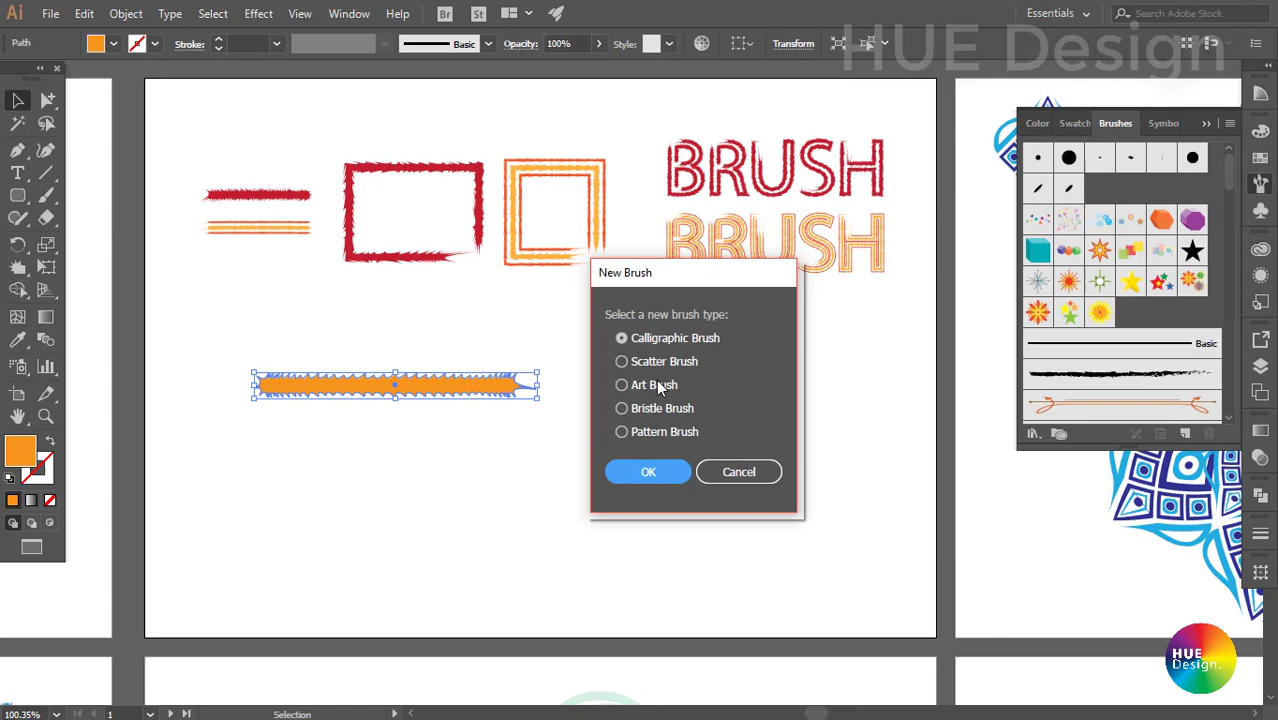 Ai File Edit Object Type Select Effect View Window Help Br St Essentials Search Adobe Stock
Path Stroke: Basic Opacity: 100% Style: Transform
HUE Design
Color Swatch Brushes Symbo
BRUSH
BRUSH
New Brush
Select a new brush type:
Calligraphic Brush
Scatter Brush
Art Brush
Bristle Brush
Pattern Brush
OK Cancel
Basic
HUE
Design.
100.35% 1 Selection